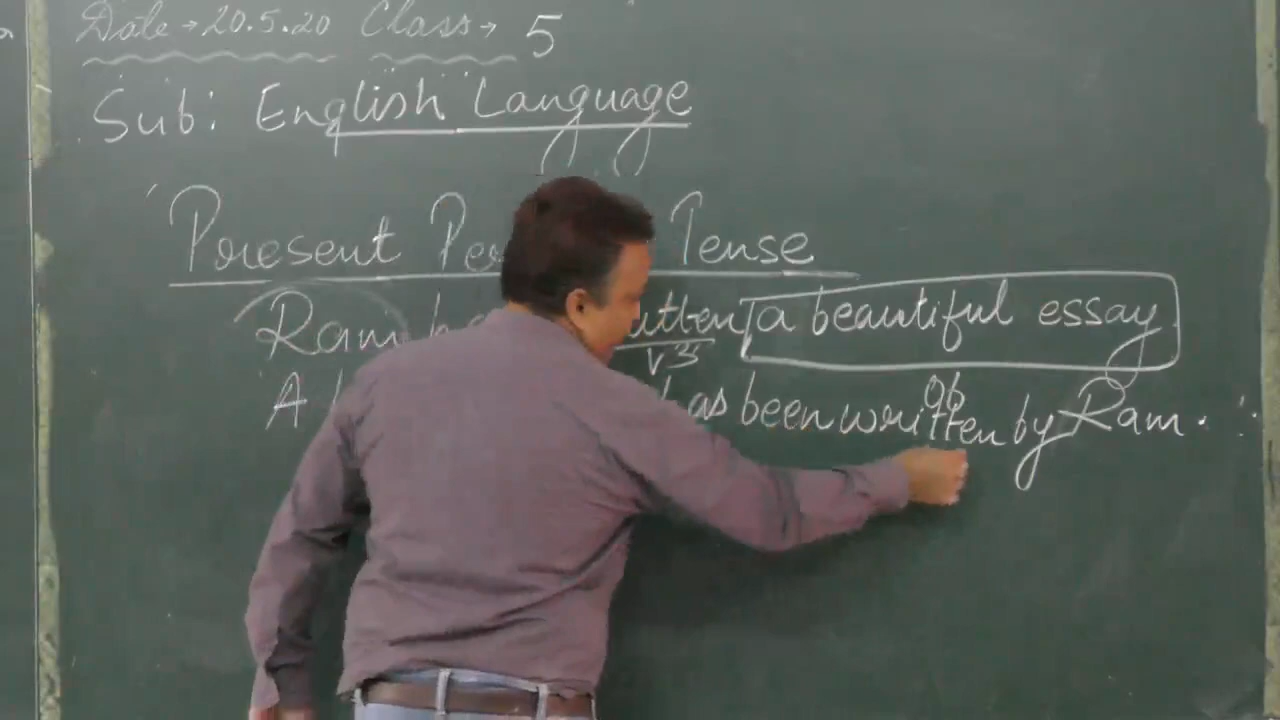 Date → 20.5.20 Class → 5
Sub: English Language
Present Tense
Ram a beautiful essay.
V3 ob
A has been written by Ram.